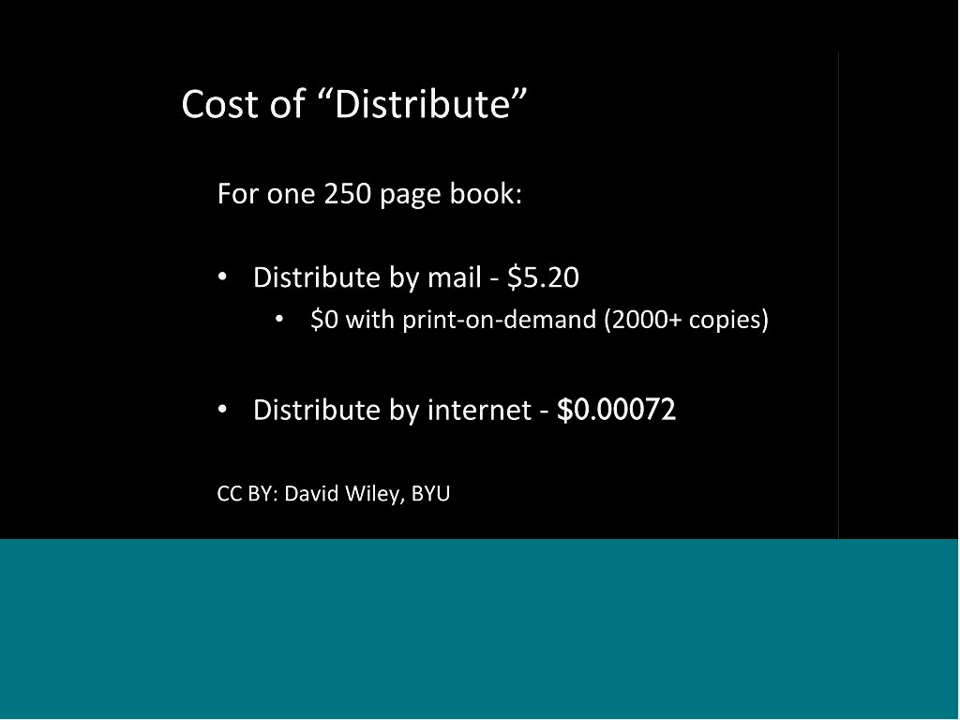 Cost of “Distribute”
For one 250 page book:
• Distribute by mail - $5.20
• $0 with print-on-demand (2000+ copies)
• Distribute by internet - $0.00072
CC BY: David Wiley, BYU